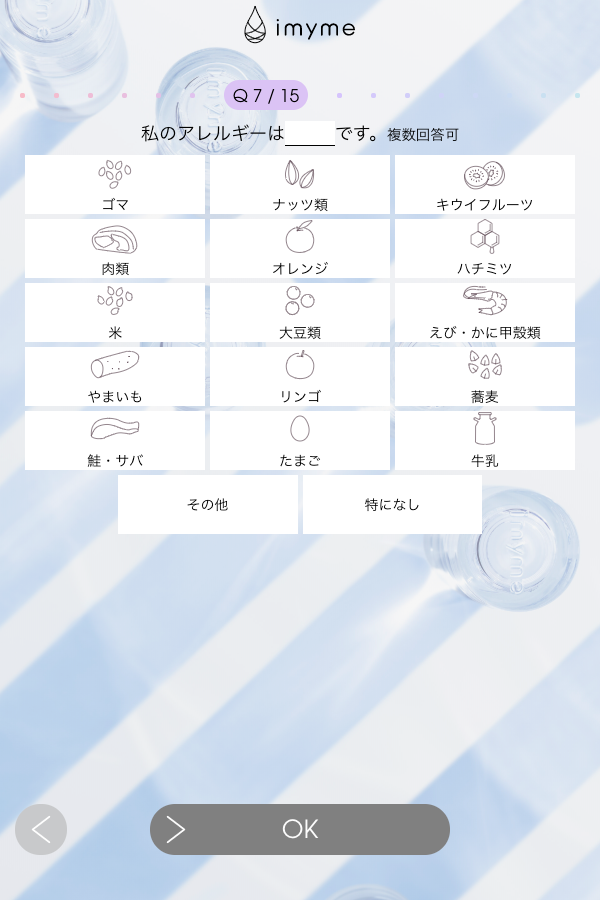 imyme
Q 7 / 15
私のアレルギーは です。複数回答可
ゴマ ナッツ類 キウイフルーツ
肉類 オレンジ ハチミツ
米 大豆類 えび・かに甲殻類
やまいも リンゴ 蕎麦
鮭・サバ たまご 牛乳
その他 特になし
imyme
OK